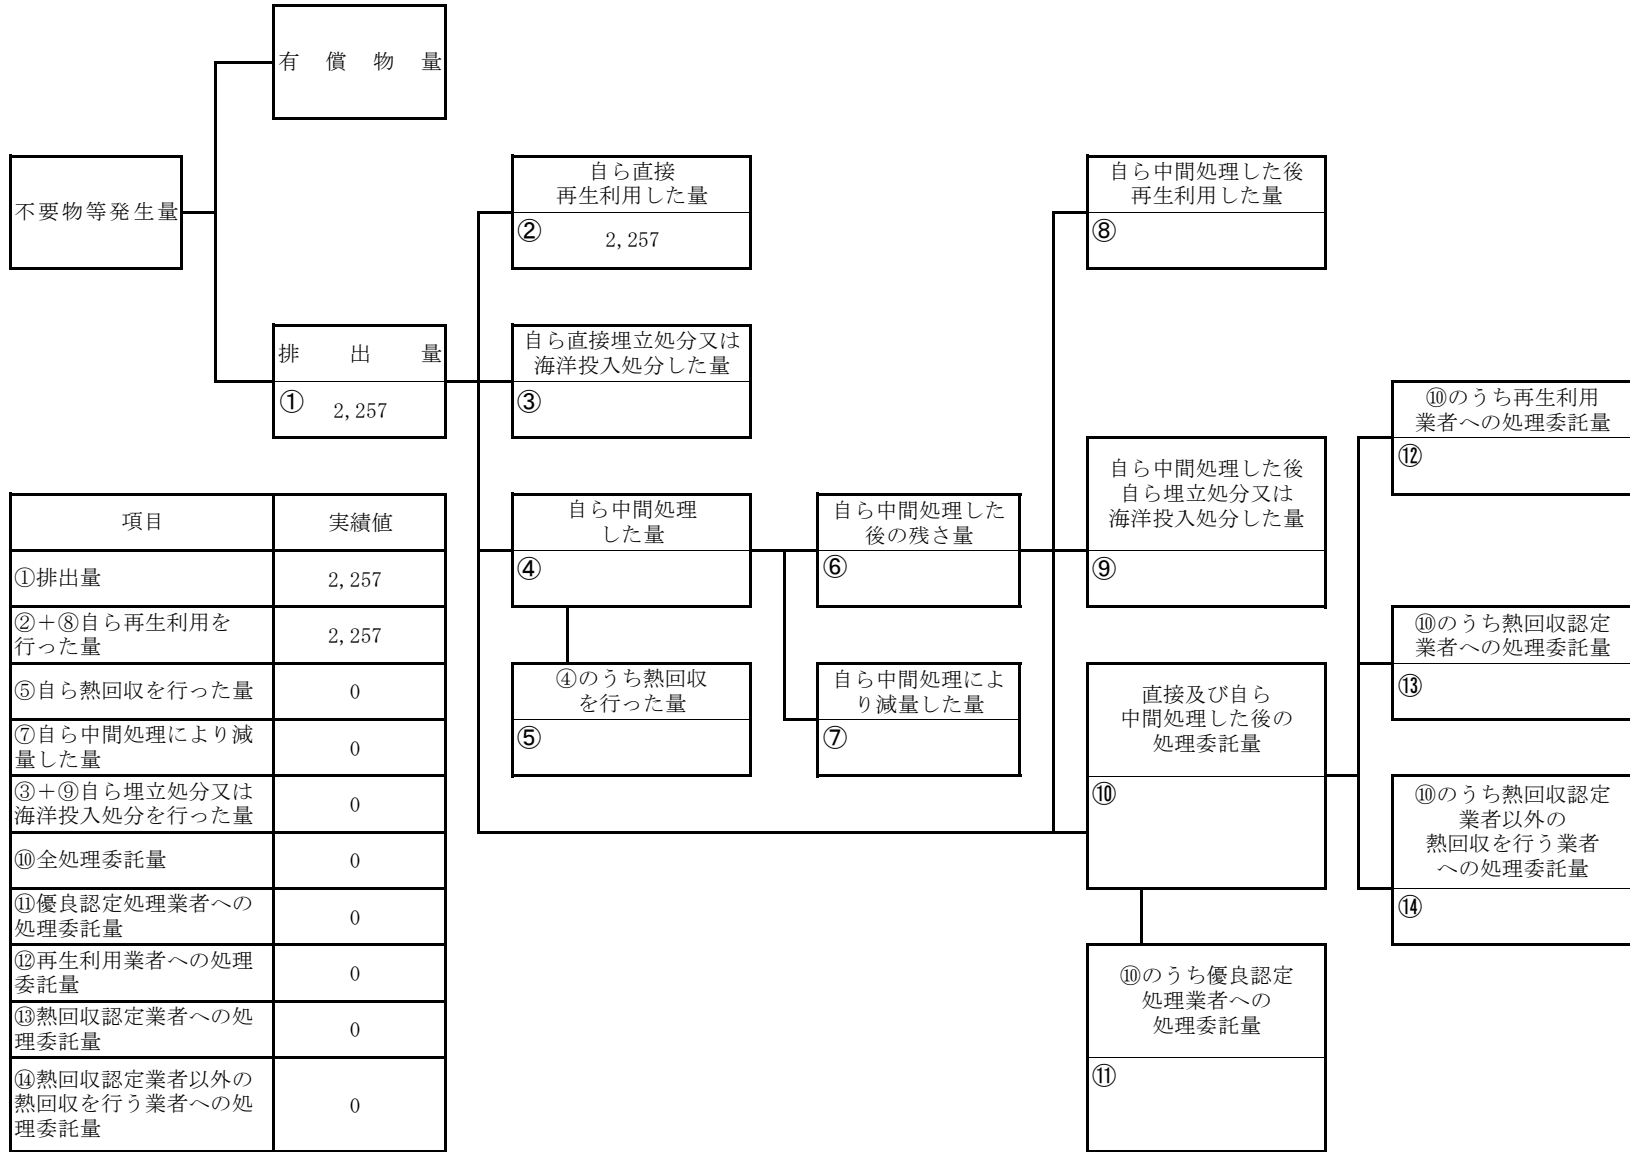 有償物量
不要物等発生量
自ら直接
再生利用した量
② 2,257
自ら中間処理した後
再生利用した量
⑧
排出量
① 2,257
自ら直接埋立処分又は
海洋投入処分した量
③
⑩のうち再生利用
業者への処理委託量
⑫
自ら中間処理
した量
④
自ら中間処理した
後の残さ量
⑥
自ら中間処理した後
自ら埋立処分又は
海洋投入処分した量
⑨
④のうち熱回収
を行った量
⑤
自ら中間処理によ
り減量した量
⑦
直接及び自ら
中間処理した後の
処理委託量
⑩
⑩のうち熱回収認定
業者への処理委託量
⑬
⑩のうち熱回収認定
業者以外の
熱回収を行う業者
への処理委託量
⑭
⑩のうち優良認定
処理業者への
処理委託量
⑪
項目 実績値
①排出量 2,257
②＋⑧自ら再生利用を
行った量 2,257
⑤自ら熱回収を行った量 0
⑦自ら中間処理により減
量した量 0
③＋⑨自ら埋立処分又は
海洋投入処分を行った量 0
⑩全処理委託量 0
⑪優良認定処理業者への
処理委託量 0
⑫再生利用業者への処理
委託量 0
⑬熱回収認定業者への処
理委託量 0
⑭熱回収認定業者以外の
熱回収を行う業者への処
理委託量 0